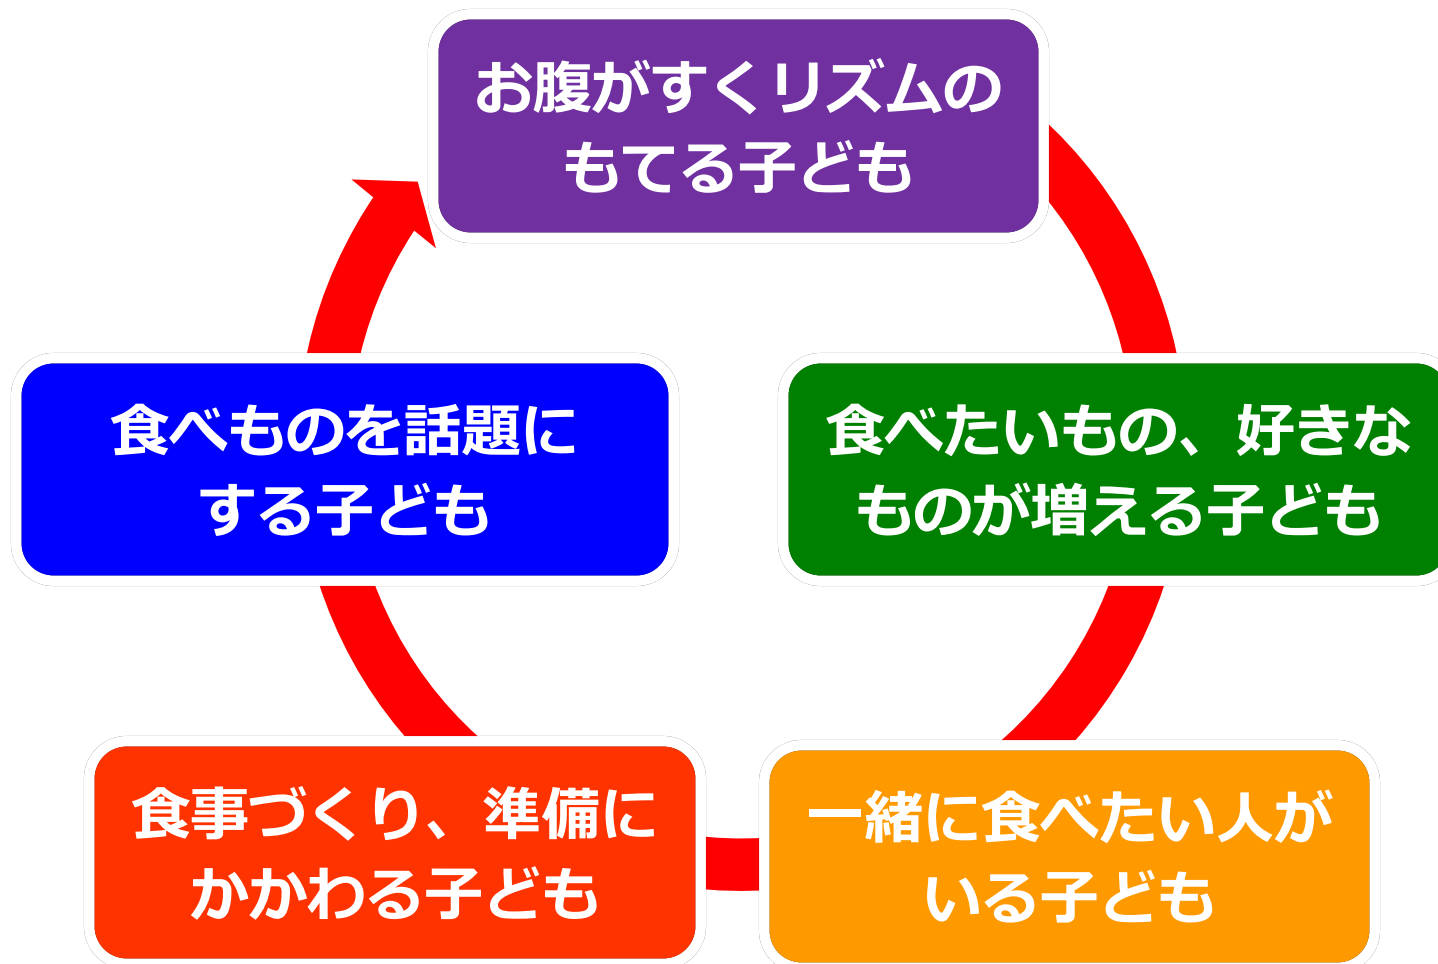 お腹がすくリズムの
もてる子ども
食べたいもの、好きな
ものが増える子ども
一緒に食べたい人が
いる子ども
食事づくり、準備に
かかわる子ども
食べものを話題に
する子ども